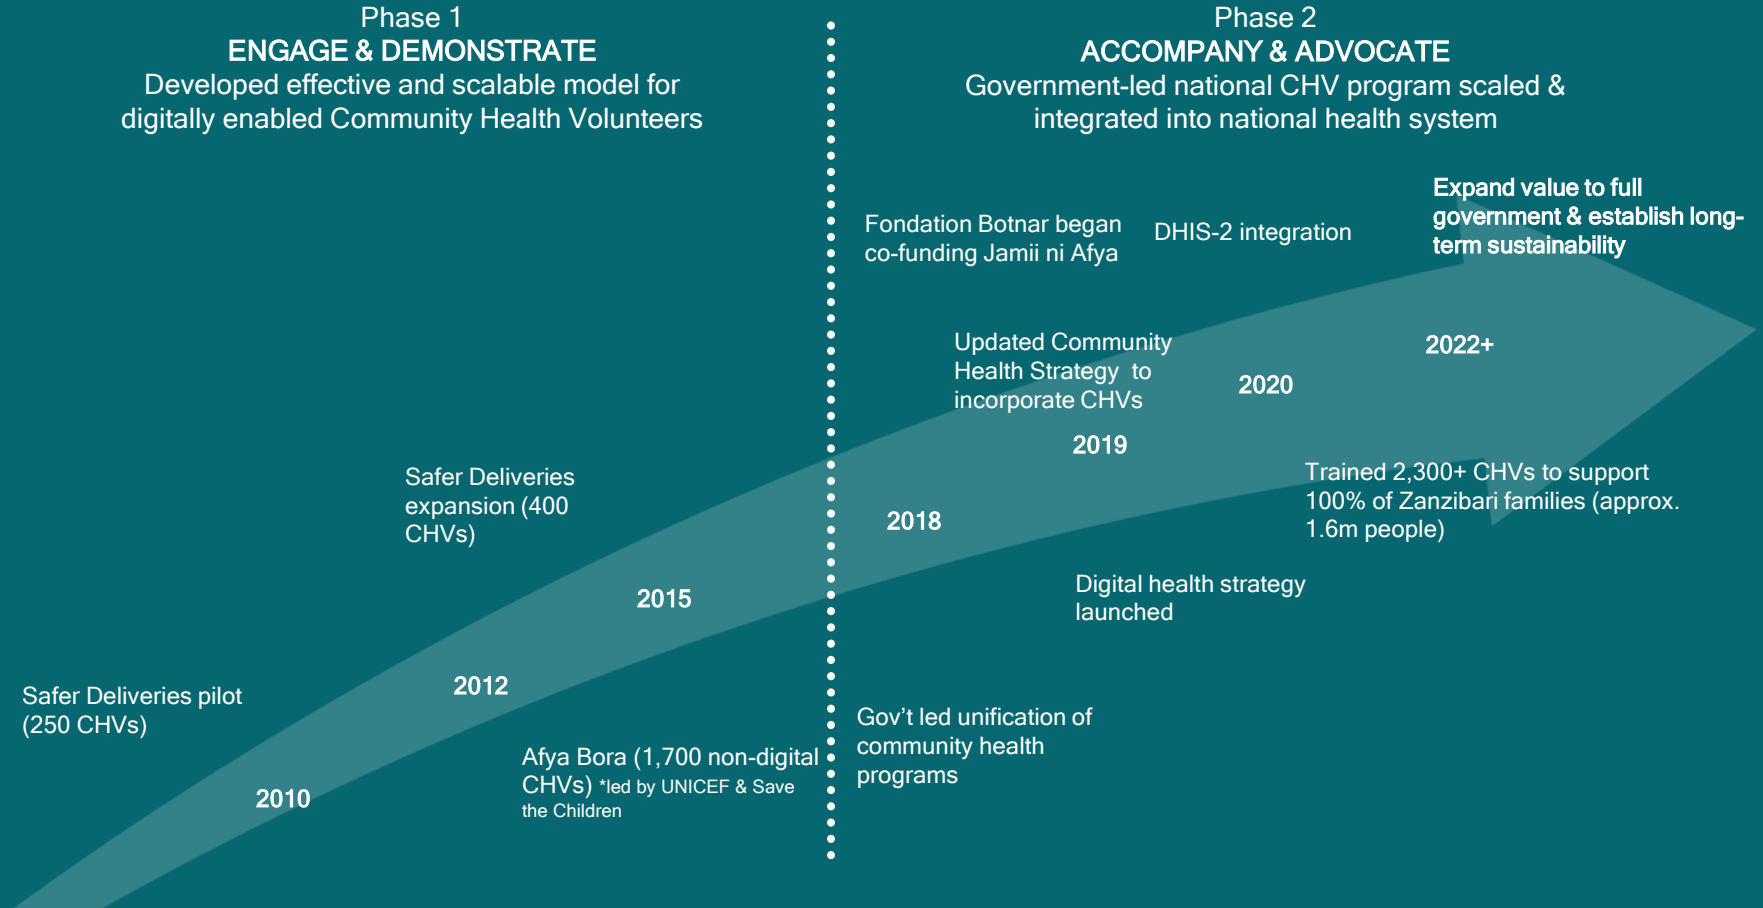 Phase 1
ENGAGE & DEMONSTRATE
Developed effective and scalable model for
digitally enabled Community Health Volunteers
Phase 2
ACCOMPANY & ADVOCATE
Government-led national CHV program scaled &
integrated into national health system
Safer Deliveries pilot
(250 CHVs)
2010
2012
Safer Deliveries
expansion (400
CHVs)
Afya Bora (1,700 non-digital
CHVs) *led by UNICEF & Save
the Children
2015
Fondation Botnar began
co-funding Jamii ni Afya
2018
Gov’t led unification of
community health
programs
Updated Community
Health Strategy to
incorporate CHVs
2019
Digital health strategy
launched
DHIS-2 integration
2020
Trained 2,300+ CHVs to support
100% of Zanzibari families (approx.
1.6m people)
Expand value to full
government & establish long-
term sustainability
2022+